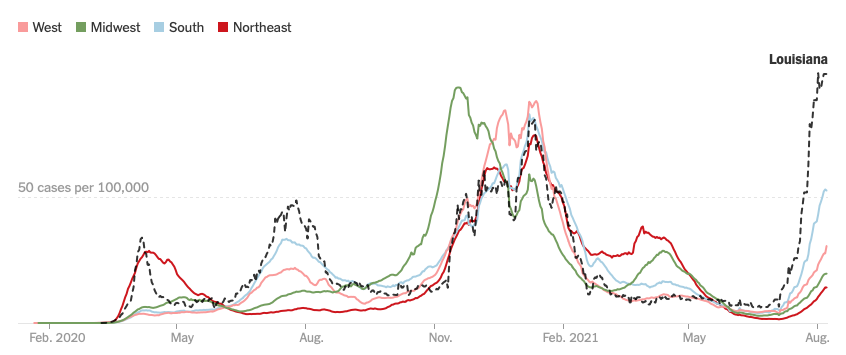 West Midwest South Northeast
Louisiana
50 cases per 100,000
Feb. 2020 May Aug. Nov. Feb. 2021 May Aug.